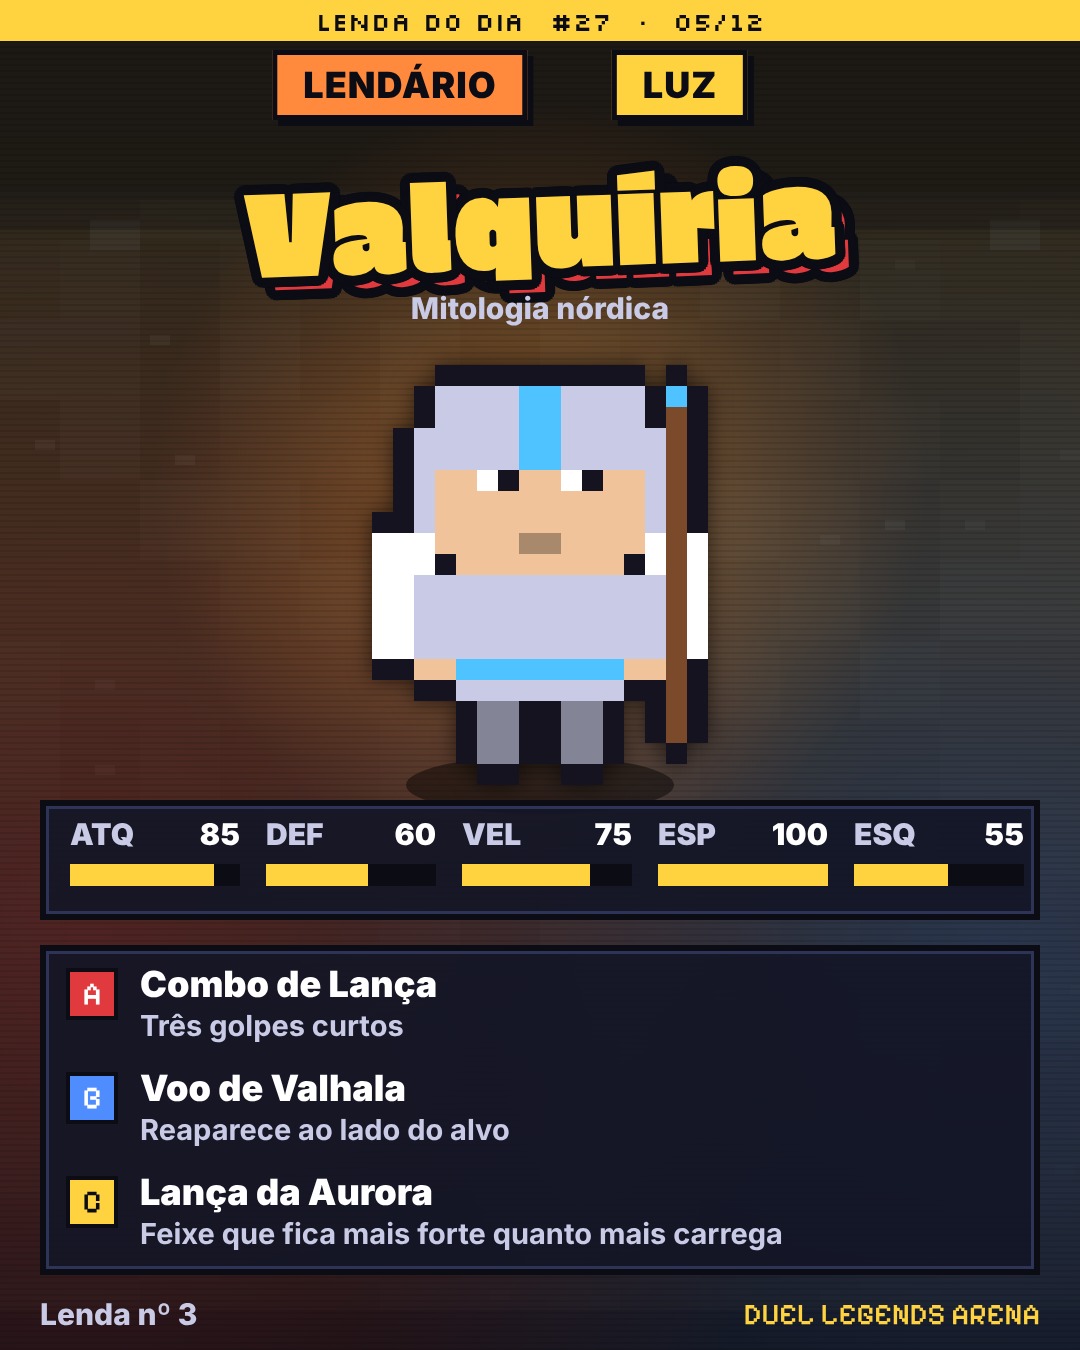 LENDA DO DIA #27 · 05/12
LENDÁRIO LUZ
Valquíria
Mitologia nórdica
ATQ 85 DEF 60 VEL 75 ESP 100 ESQ 55
A Combo de Lança
Três golpes curtos
B Voo de Valhala
Reaparece ao lado do alvo
C Lança da Aurora
Feixe que fica mais forte quanto mais carrega
Lenda nº 3 DUEL LEGENDS ARENA